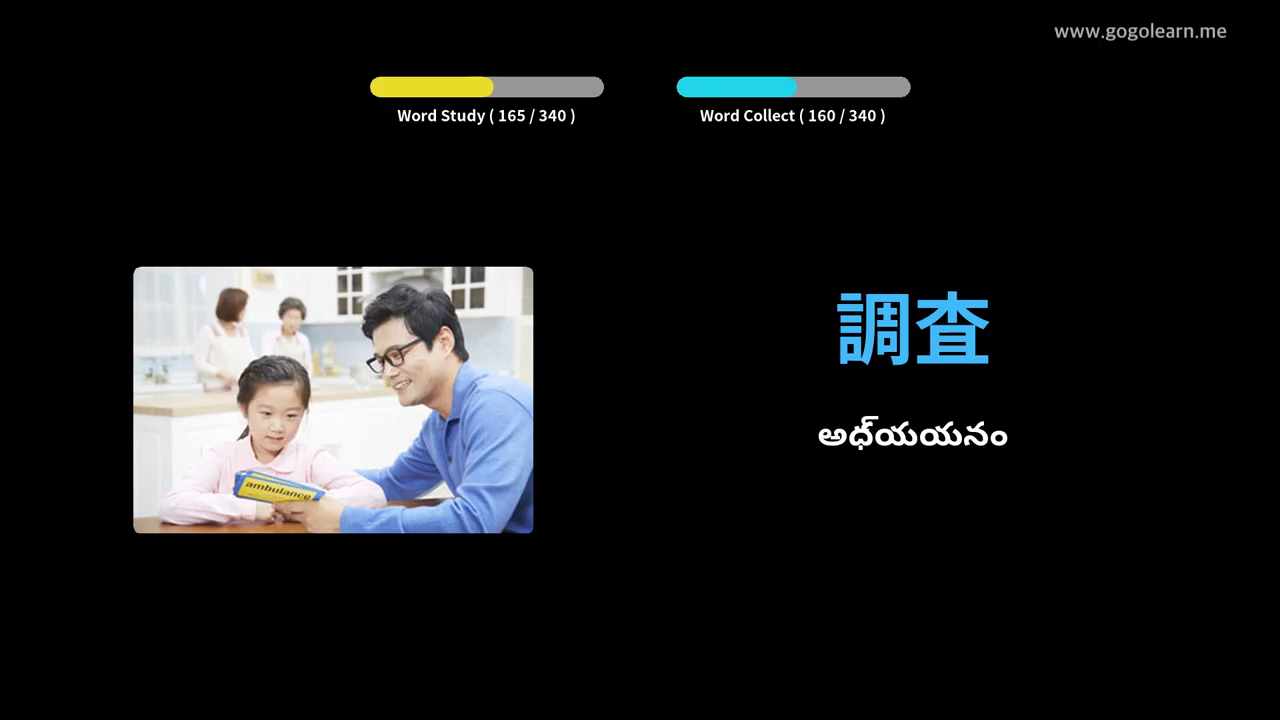 www.gogolearn.me
Word Study ( 165 / 340 )
Word Collect ( 160 / 340 )
調査
అధ్యయనం
ambulance